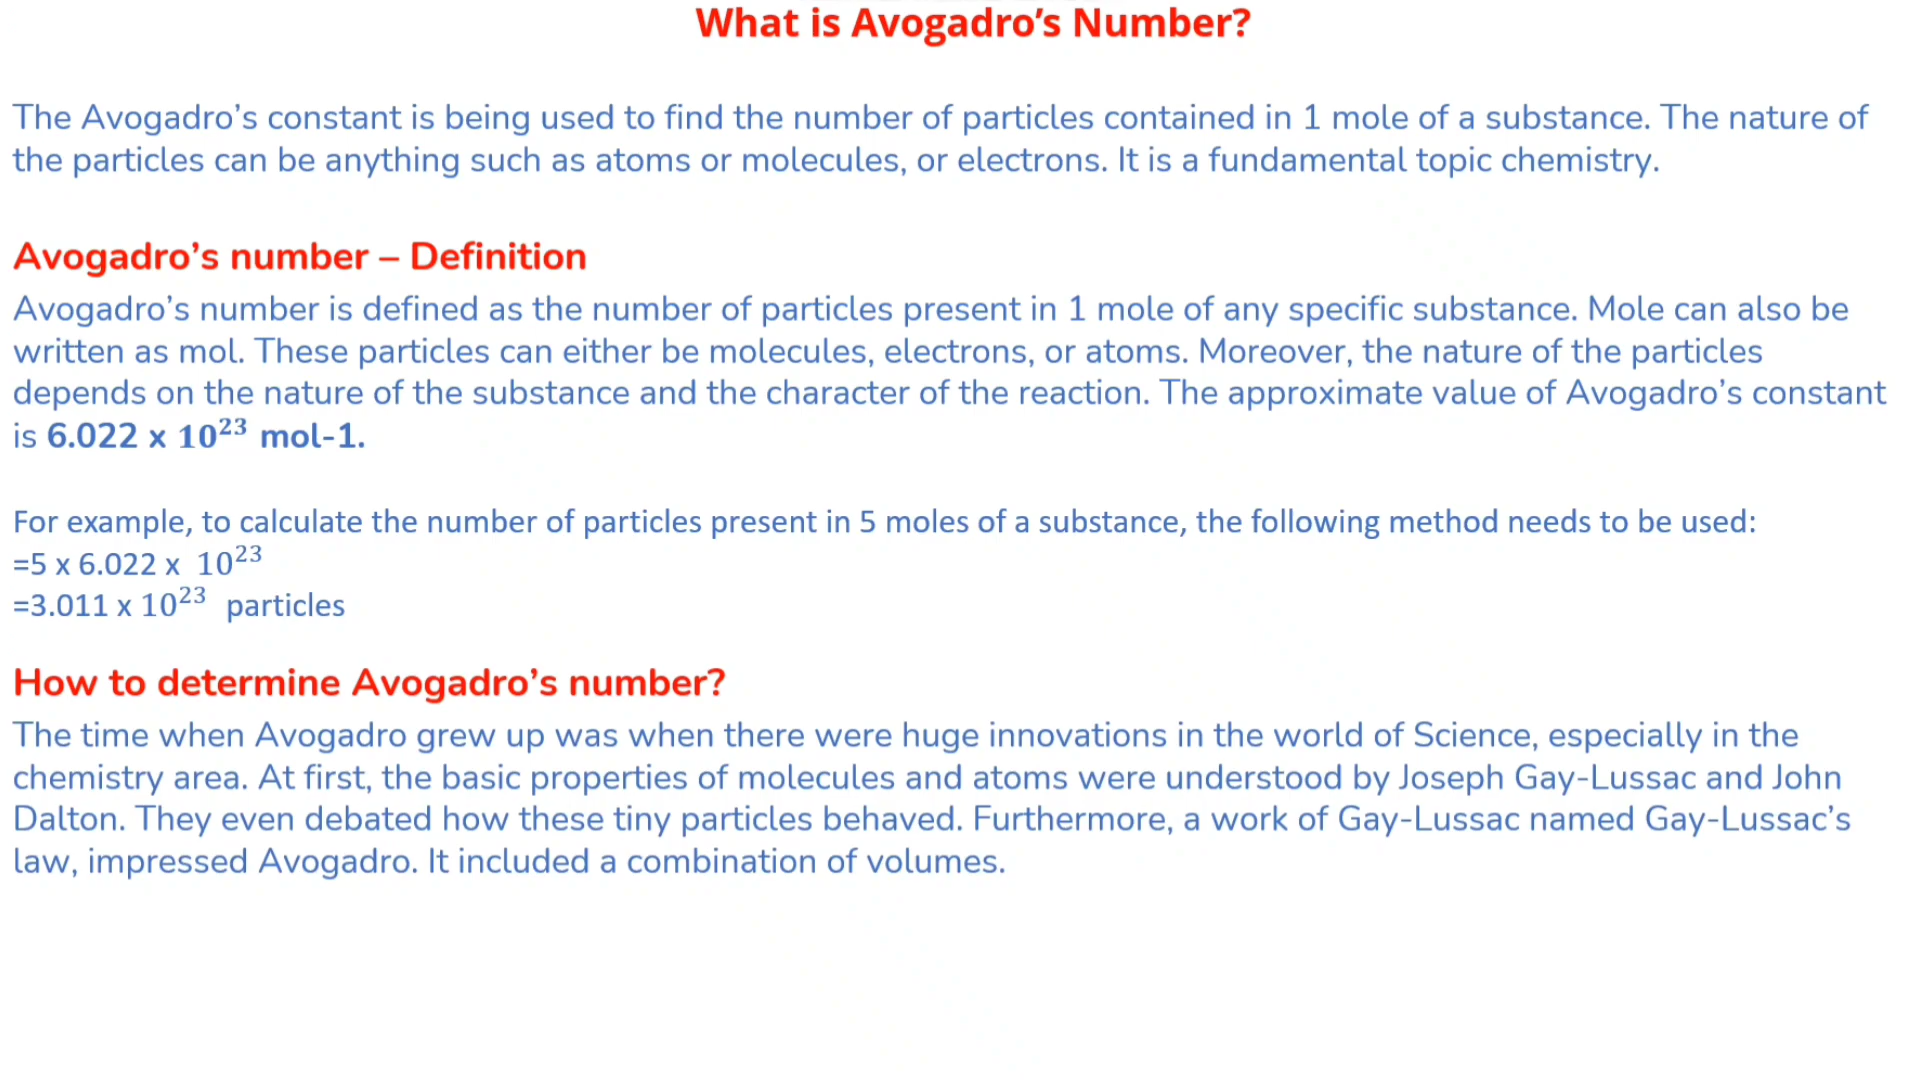 What is Avogadro’s Number?
The Avogadro’s constant is being used to find the number of particles contained in 1 mole of a substance. The nature of
the particles can be anything such as atoms or molecules, or electrons. It is a fundamental topic chemistry.
Avogadro’s number – Definition
Avogadro’s number is defined as the number of particles present in 1 mole of any specific substance. Mole can also be
written as mol. These particles can either be molecules, electrons, or atoms. Moreover, the nature of the particles
depends on the nature of the substance and the character of the reaction. The approximate value of Avogadro’s constant
is 6.022 x 10²³ mol-1.
For example, to calculate the number of particles present in 5 moles of a substance, the following method needs to be used:
=5 x 6.022 x 10²³
=3.011 x 10²³ particles
How to determine Avogadro’s number?
The time when Avogadro grew up was when there were huge innovations in the world of Science, especially in the
chemistry area. At first, the basic properties of molecules and atoms were understood by Joseph Gay-Lussac and John
Dalton. They even debated how these tiny particles behaved. Furthermore, a work of Gay-Lussac named Gay-Lussac’s
law, impressed Avogadro. It included a combination of volumes.